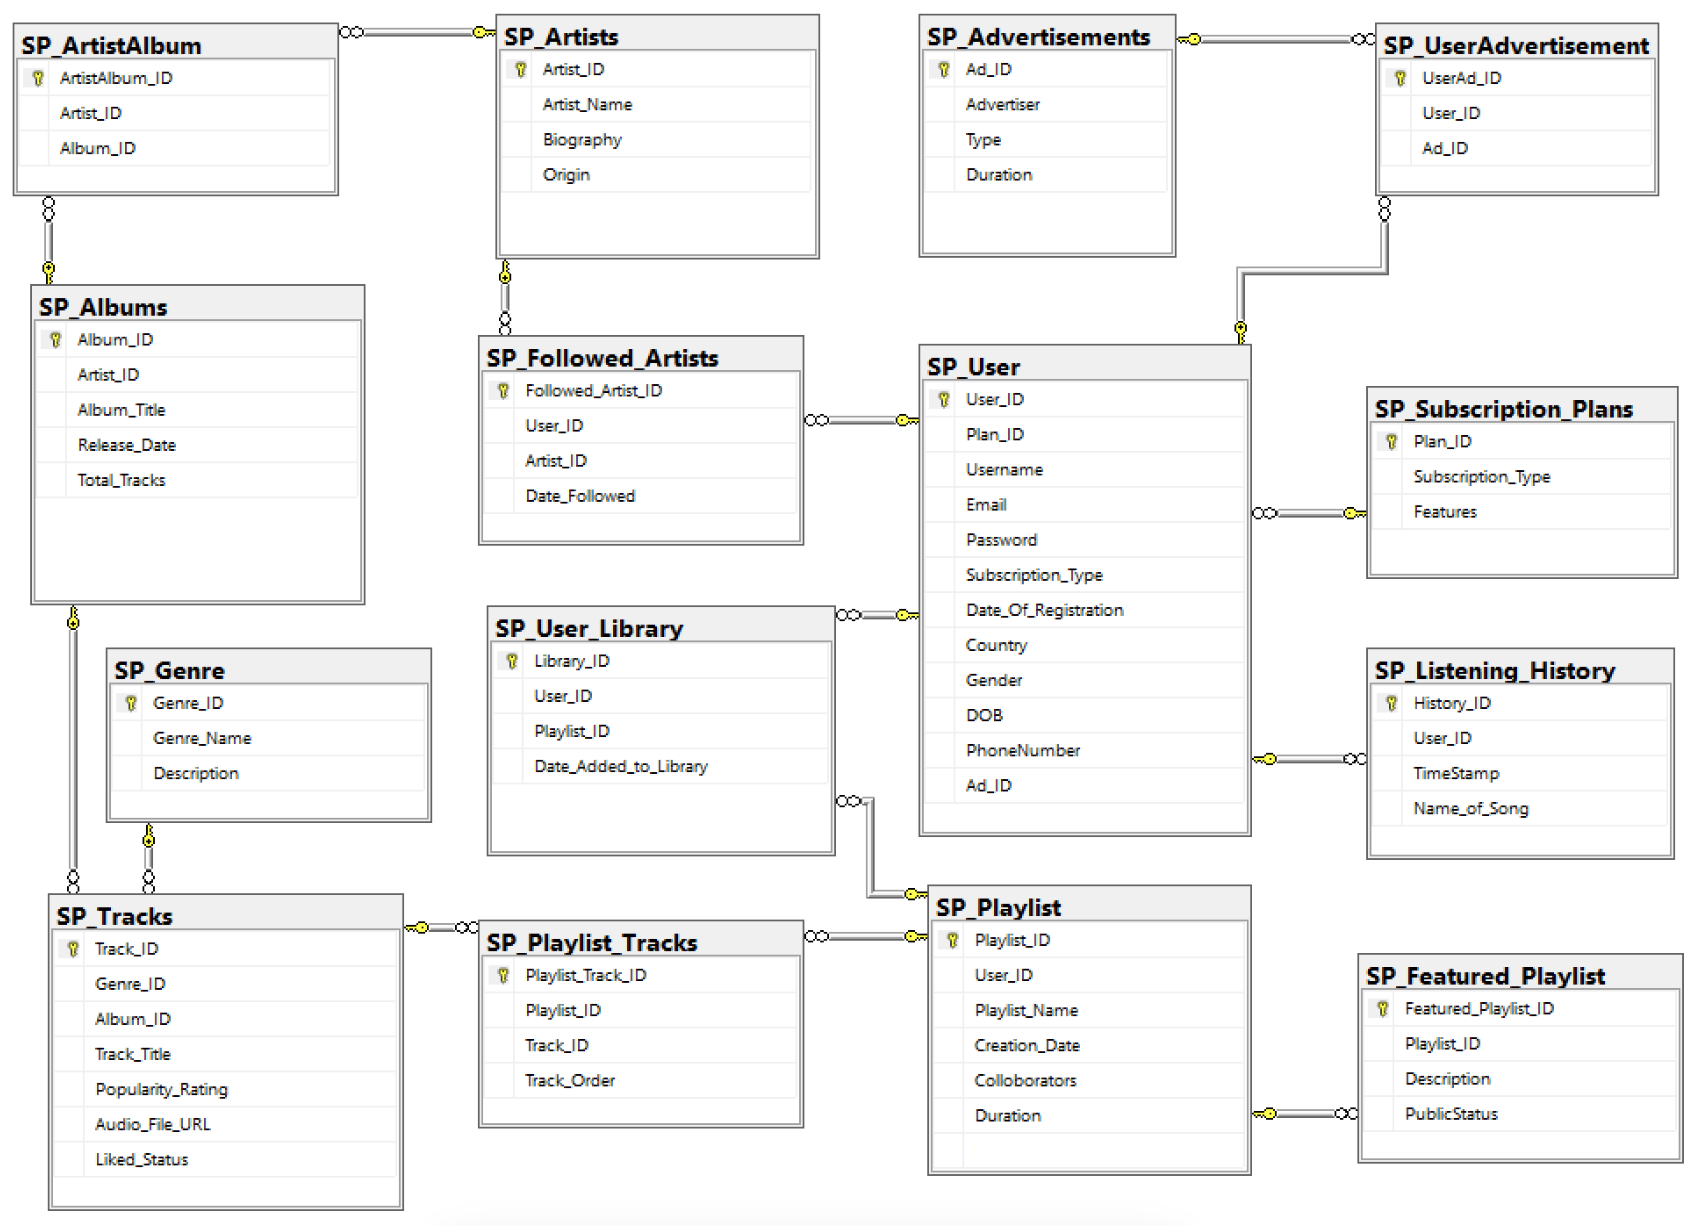 SP_ArtistAlbum
ArtistAlbum_ID
Artist_ID
Album_ID
SP_Artists
Artist_ID
Artist_Name
Biography
Origin
SP_Advertisements
Ad_ID
Advertiser
Type
Duration
SP_UserAdvertisement
UserAd_ID
User_ID
Ad_ID
SP_Albums
Album_ID
Artist_ID
Album_Title
Release_Date
Total_Tracks
SP_Followed_Artists
Followed_Artist_ID
User_ID
Artist_ID
Date_Followed
SP_User
User_ID
Plan_ID
Username
Email
Password
Subscription_Type
Date_Of_Registration
Country
Gender
DOB
PhoneNumber
Ad_ID
SP_Subscription_Plans
Plan_ID
Subscription_Type
Features
SP_Genre
Genre_ID
Genre_Name
Description
SP_User_Library
Library_ID
User_ID
Playlist_ID
Date_Added_to_Library
SP_Listening_History
History_ID
User_ID
TimeStamp
Name_of_Song
SP_Tracks
Track_ID
Genre_ID
Album_ID
Track_Title
Popularity_Rating
Audio_File_URL
Liked_Status
SP_Playlist_Tracks
Playlist_Track_ID
Playlist_ID
Track_ID
Track_Order
SP_Playlist
Playlist_ID
User_ID
Playlist_Name
Creation_Date
Colloborators
Duration
SP_Featured_Playlist
Featured_Playlist_ID
Playlist_ID
Description
PublicStatus